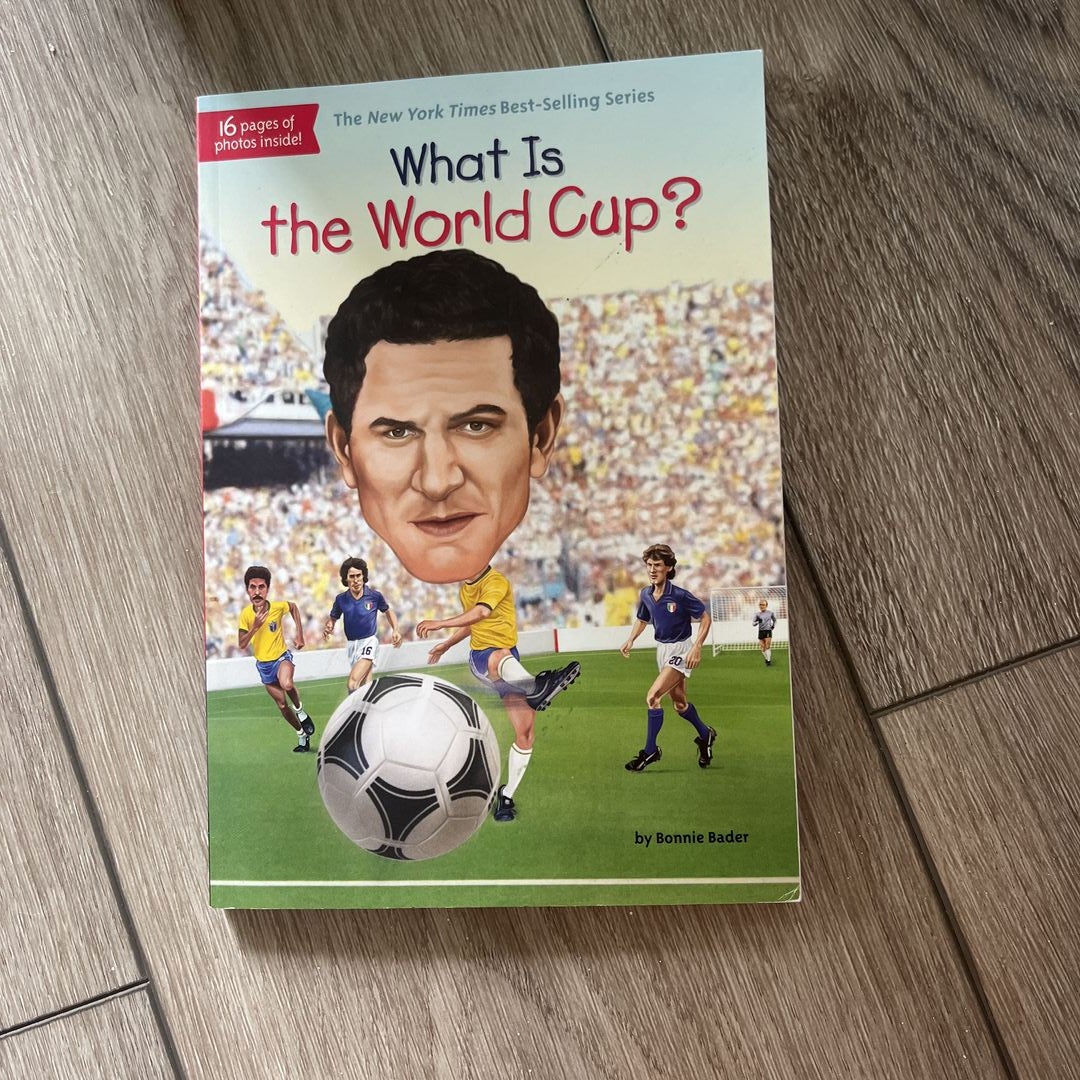 16 pages of
photos inside!
The New York Times Best-Selling Series
What Is
the World Cup?
16
20
by Bonnie Bader